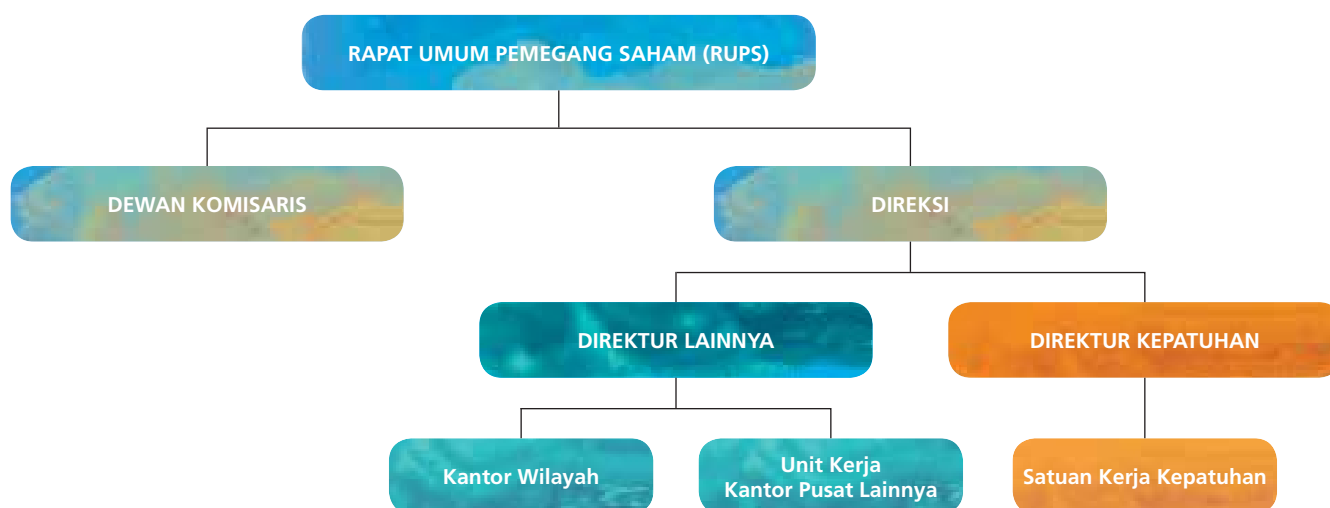 RAPAT UMUM PEMEGANG SAHAM (RUPS)
DEWAN KOMISARIS
DIREKSI
DIREKTUR LAINNYA
DIREKTUR KEPATUHAN
Kantor Wilayah
Unit Kerja
Kantor Pusat Lainnya
Satuan Kerja Kepatuhan